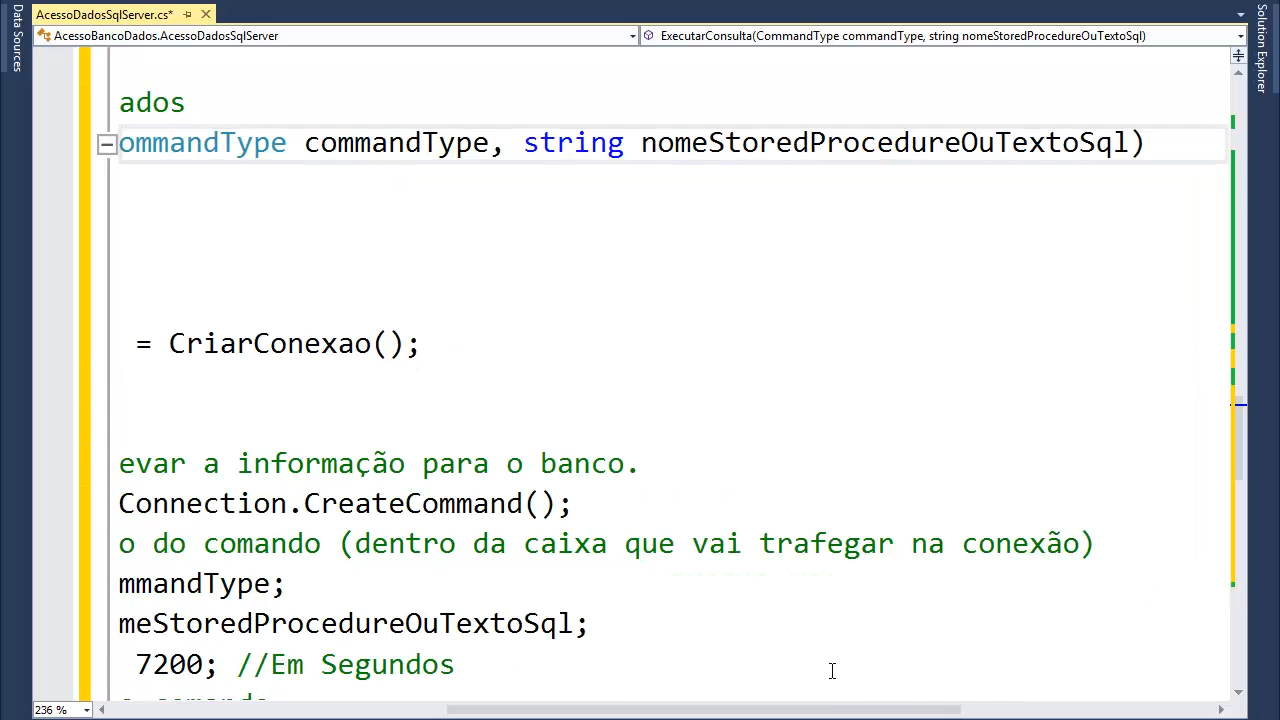 AcessoDadosSqlServer.cs*
Data Sources
Solution Explorer
AcessoBancoDados.AcessoDadosSqlServer
ExecutarConsulta(CommandType commandType, string nomeStoredProcedureOuTextoSql)
ados
ommandType commandType, string nomeStoredProcedureOuTextoSql)
= CriarConexao();
evar a informação para o banco.
Connection.CreateCommand();
o do comando (dentro da caixa que vai trafegar na conexão)
mmandType;
meStoredProcedureOuTextoSql;
7200; //Em Segundos
236 %